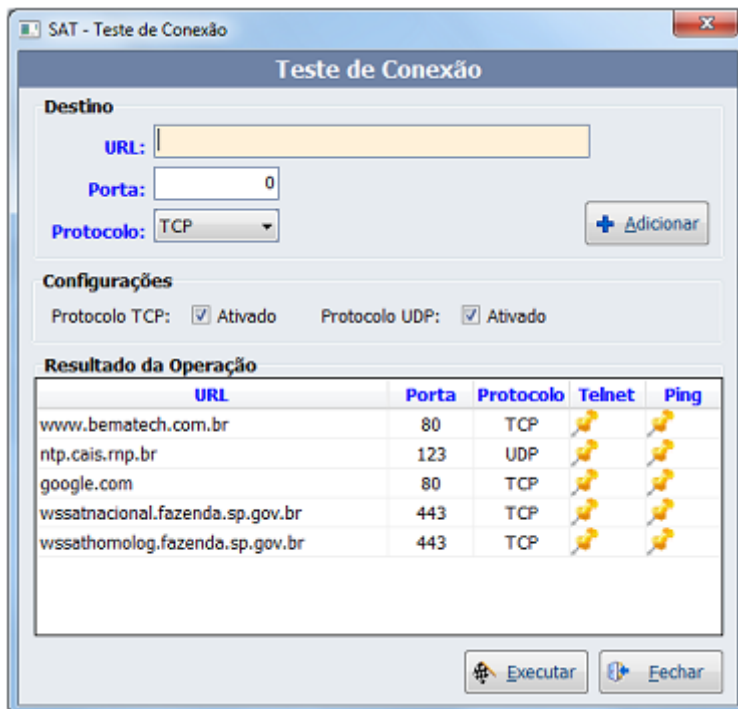 SAT - Teste de Conexão
Teste de Conexão
Destino
URL:
Porta: 0
Protocolo: TCP
Adicionar
Configurações
Protocolo TCP: Ativado Protocolo UDP: Ativado
Resultado da Operação
URL Porta Protocolo Telnet Ping
www.bematech.com.br 80 TCP
ntp.cais.rnp.br 123 UDP
google.com 80 TCP
wssatnacional.fazenda.sp.gov.br 443 TCP
wssathomolog.fazenda.sp.gov.br 443 TCP
Executar Fechar